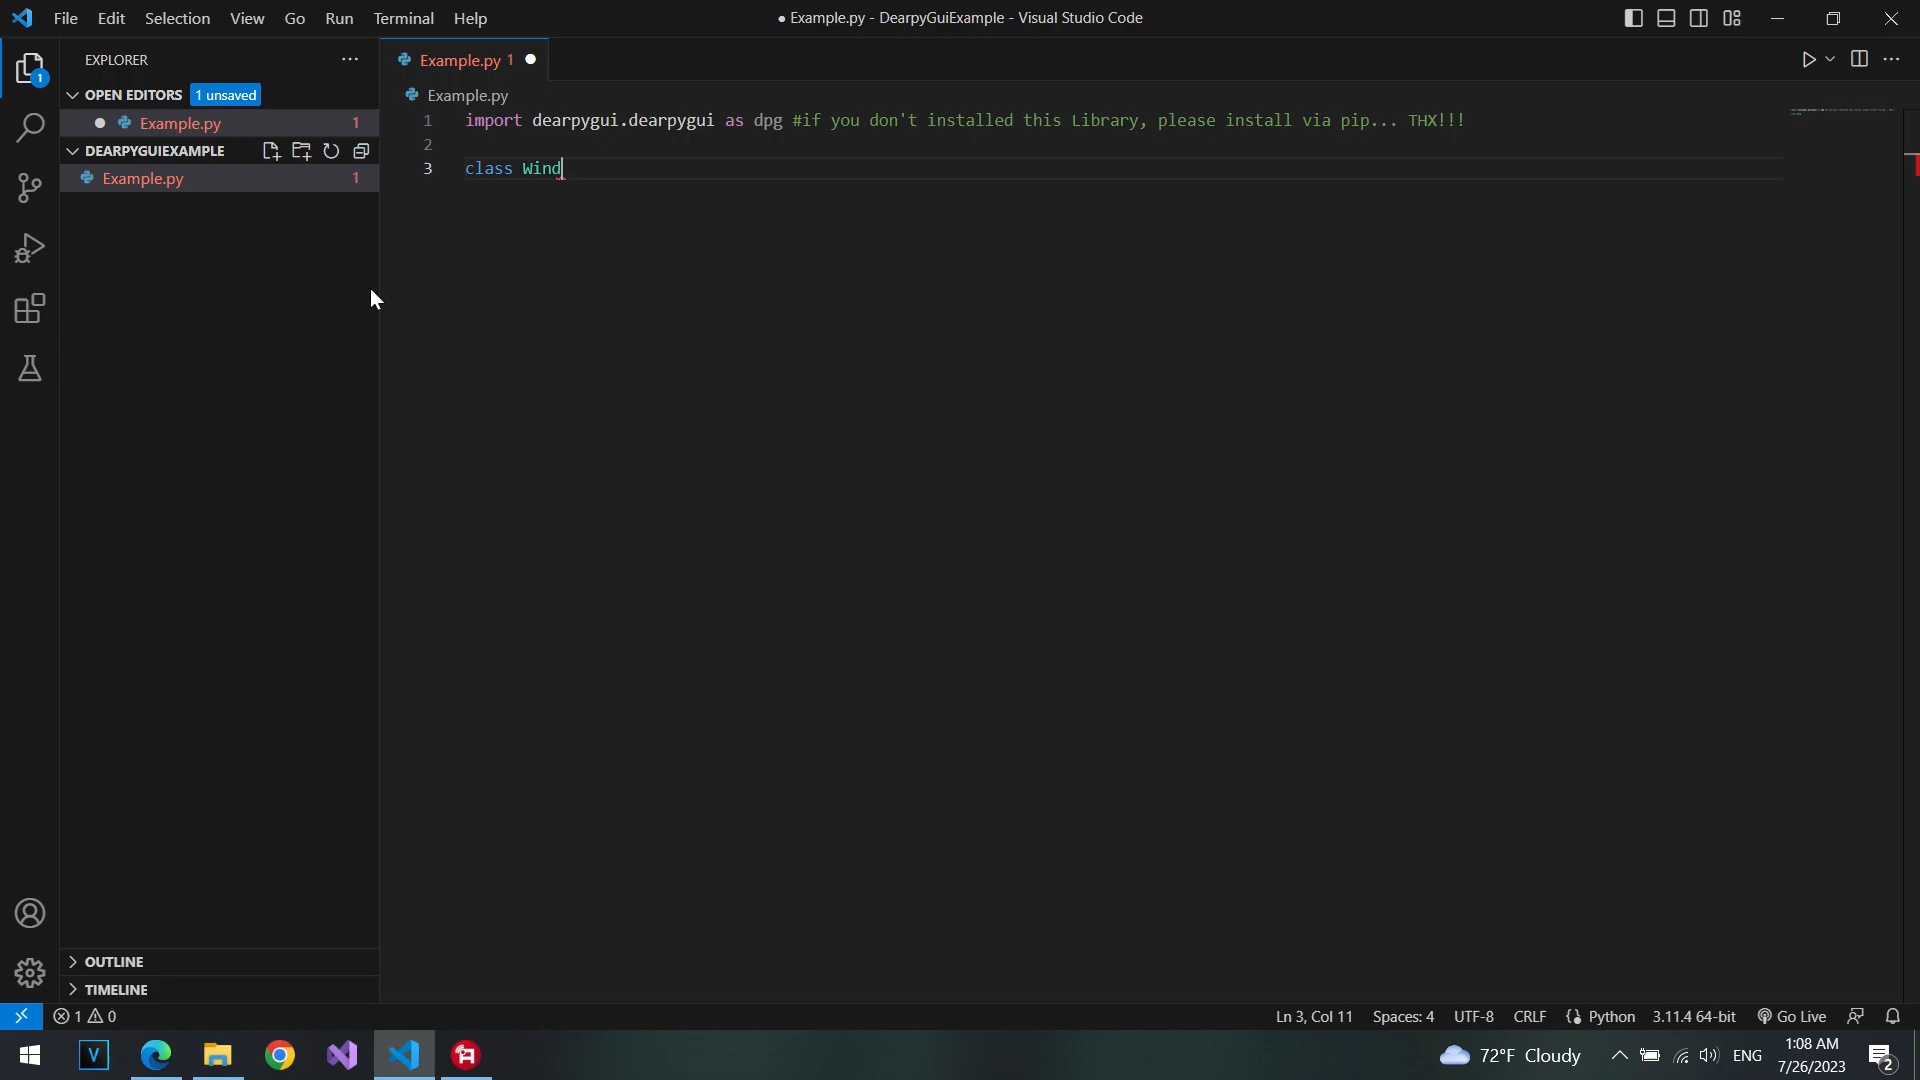 File Edit Selection View Go Run Terminal Help
● Example.py - DearpyGuiExample - Visual Studio Code
EXPLORER
1
Example.py 1
OPEN EDITORS 1 unsaved
Example.py 1
DEARPYGUIEXAMPLE
Example.py 1
Example.py
1 import dearpygui.dearpygui as dpg #if you don't installed this Library, please install via pip... THX!!!
2
3 class Wind
OUTLINE
TIMELINE
1 0
Ln 3, Col 11 Spaces: 4 UTF-8 CRLF Python 3.11.4 64-bit Go Live
V
72°F Cloudy
ENG
1:08 AM
7/26/2023
2